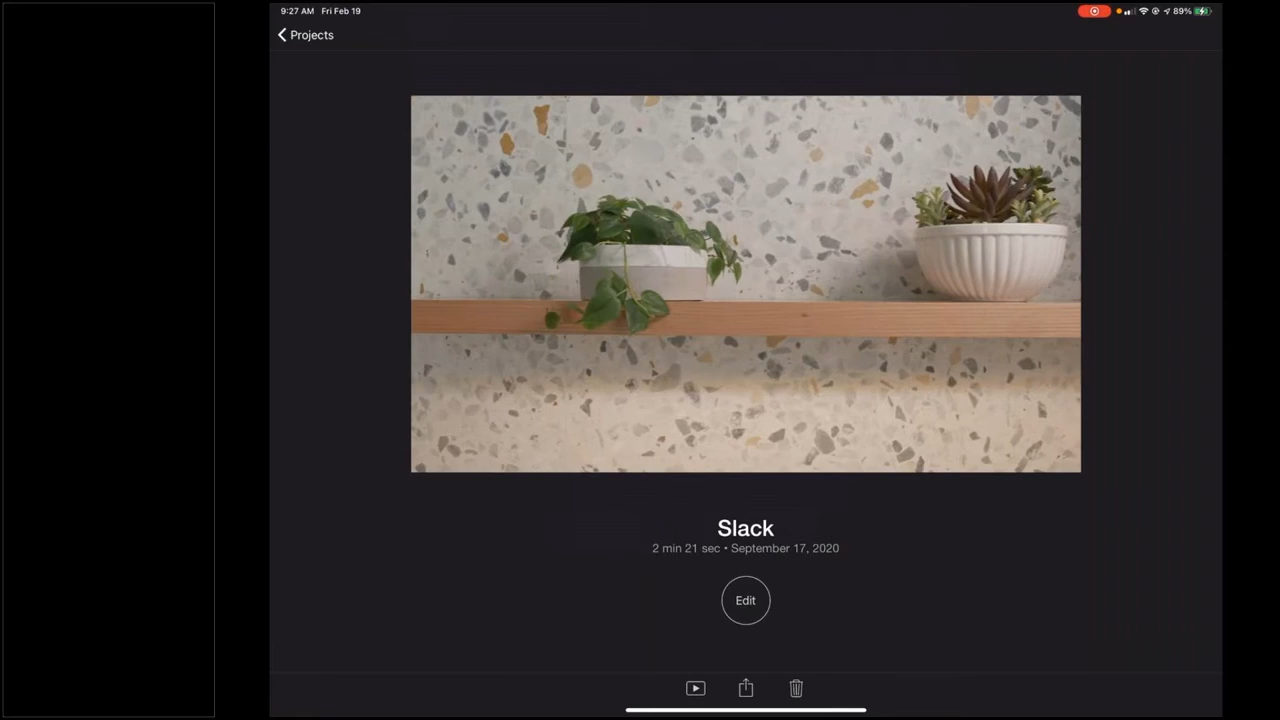 9:27 AM Fri Feb 19
89%
Projects
Slack
2 min 21 sec • September 17, 2020
Edit